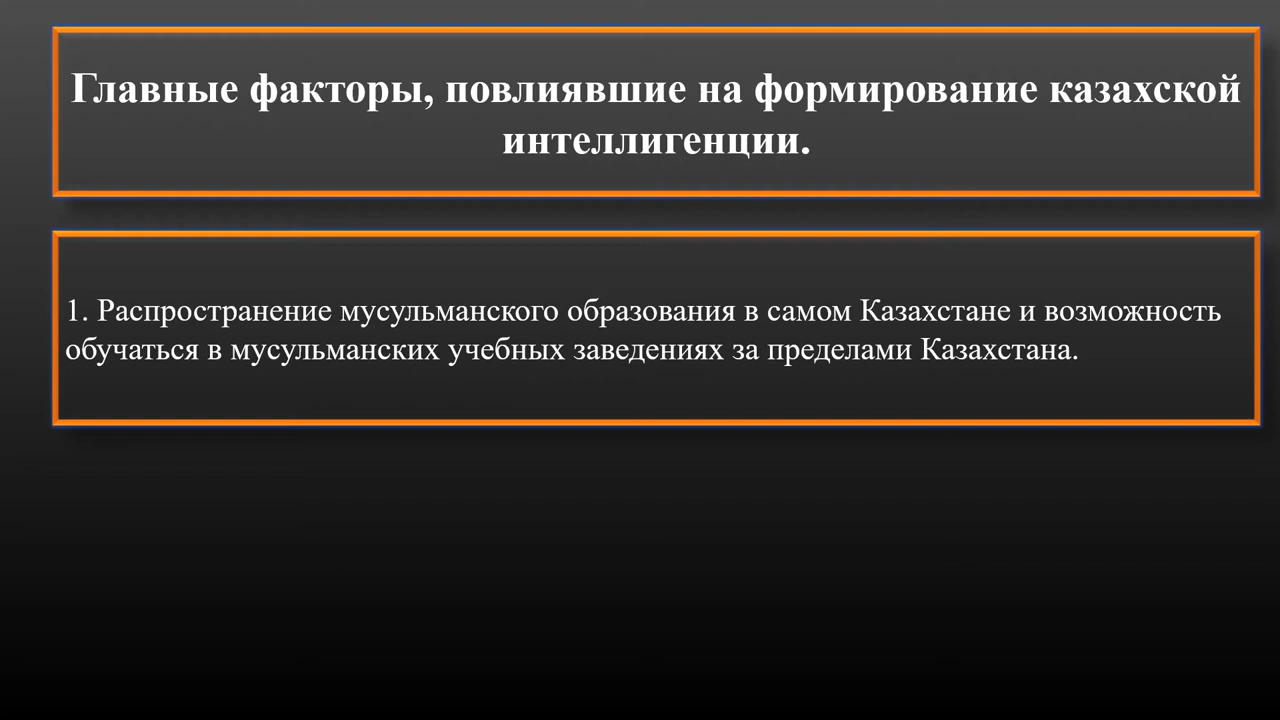 Главные факторы, повлиявшие на формирование казахской
интеллигенции.
1. Распространение мусульманского образования в самом Казахстане и возможность
обучаться в мусульманских учебных заведениях за пределами Казахстана.